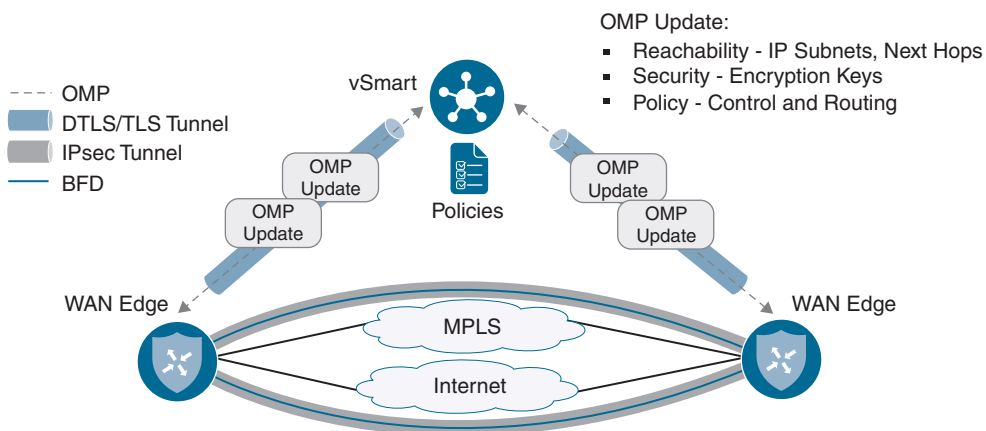 OMP Update:
▪ Reachability - IP Subnets, Next Hops
▪ Security - Encryption Keys
▪ Policy - Control and Routing
vSmart
OMP
DTLS/TLS Tunnel
IPsec Tunnel
BFD
OMP
Update
OMP
Update
OMP
Update
OMP
Update
Policies
WAN Edge
WAN Edge
MPLS
Internet